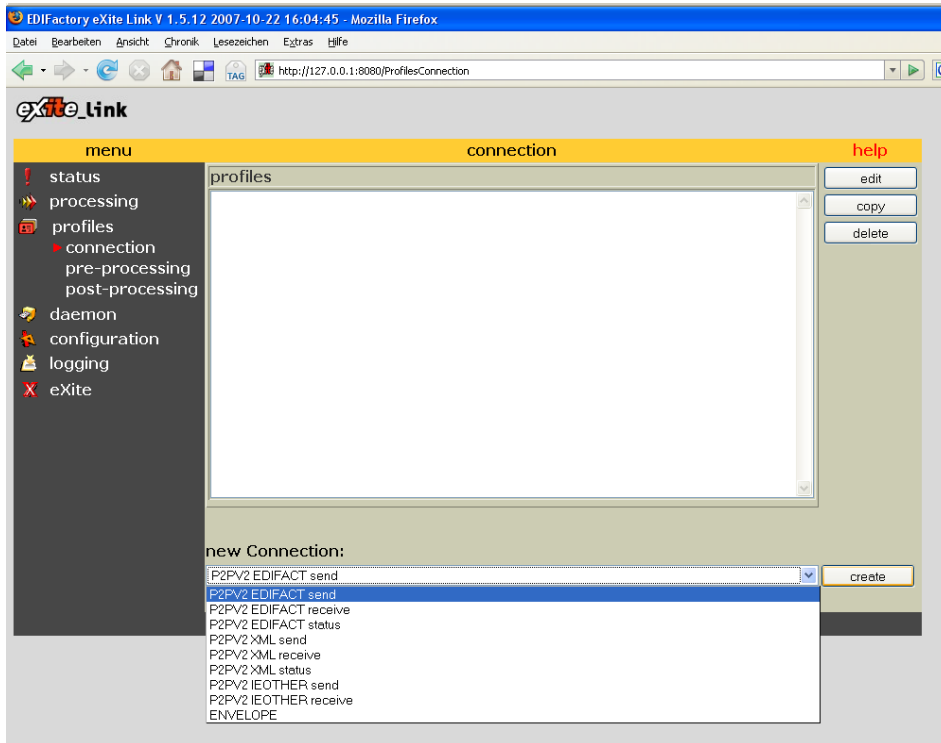 EDIFactory eXite Link V 1.5.12 2007-10-22 16:04:45 - Mozilla Firefox
Datei Bearbeiten Ansicht Chronik Lesezeichen Extras Hilfe
TAG http://127.0.0.1:8080/ProfilesConnection
exite_link
menu connection help
status
processing
profiles
connection
pre-processing
post-processing
daemon
configuration
logging
eXite
profiles
edit
copy
delete
new Connection:
P2PV2 EDIFACT send create
P2PV2 EDIFACT send
P2PV2 EDIFACT receive
P2PV2 EDIFACT status
P2PV2 XML send
P2PV2 XML receive
P2PV2 XML status
P2PV2 IEOTHER send
P2PV2 IEOTHER receive
ENVELOPE